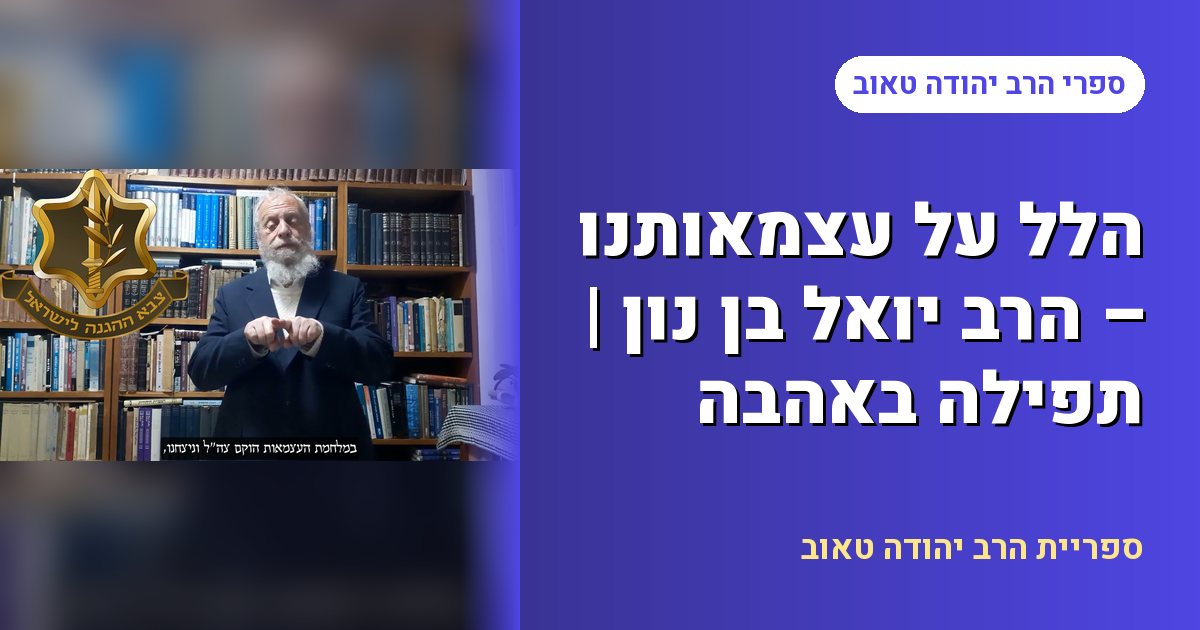 ספרי הרב יהודה טאוב
הלל על עצמאותנו
– הרב יואל בן נון |
תפילה באהבה
ספריית הרב יהודה טאוב
צבא ההגנה לישראל
במלחמת העצמאות הוקם צה"ל וניצחנו,